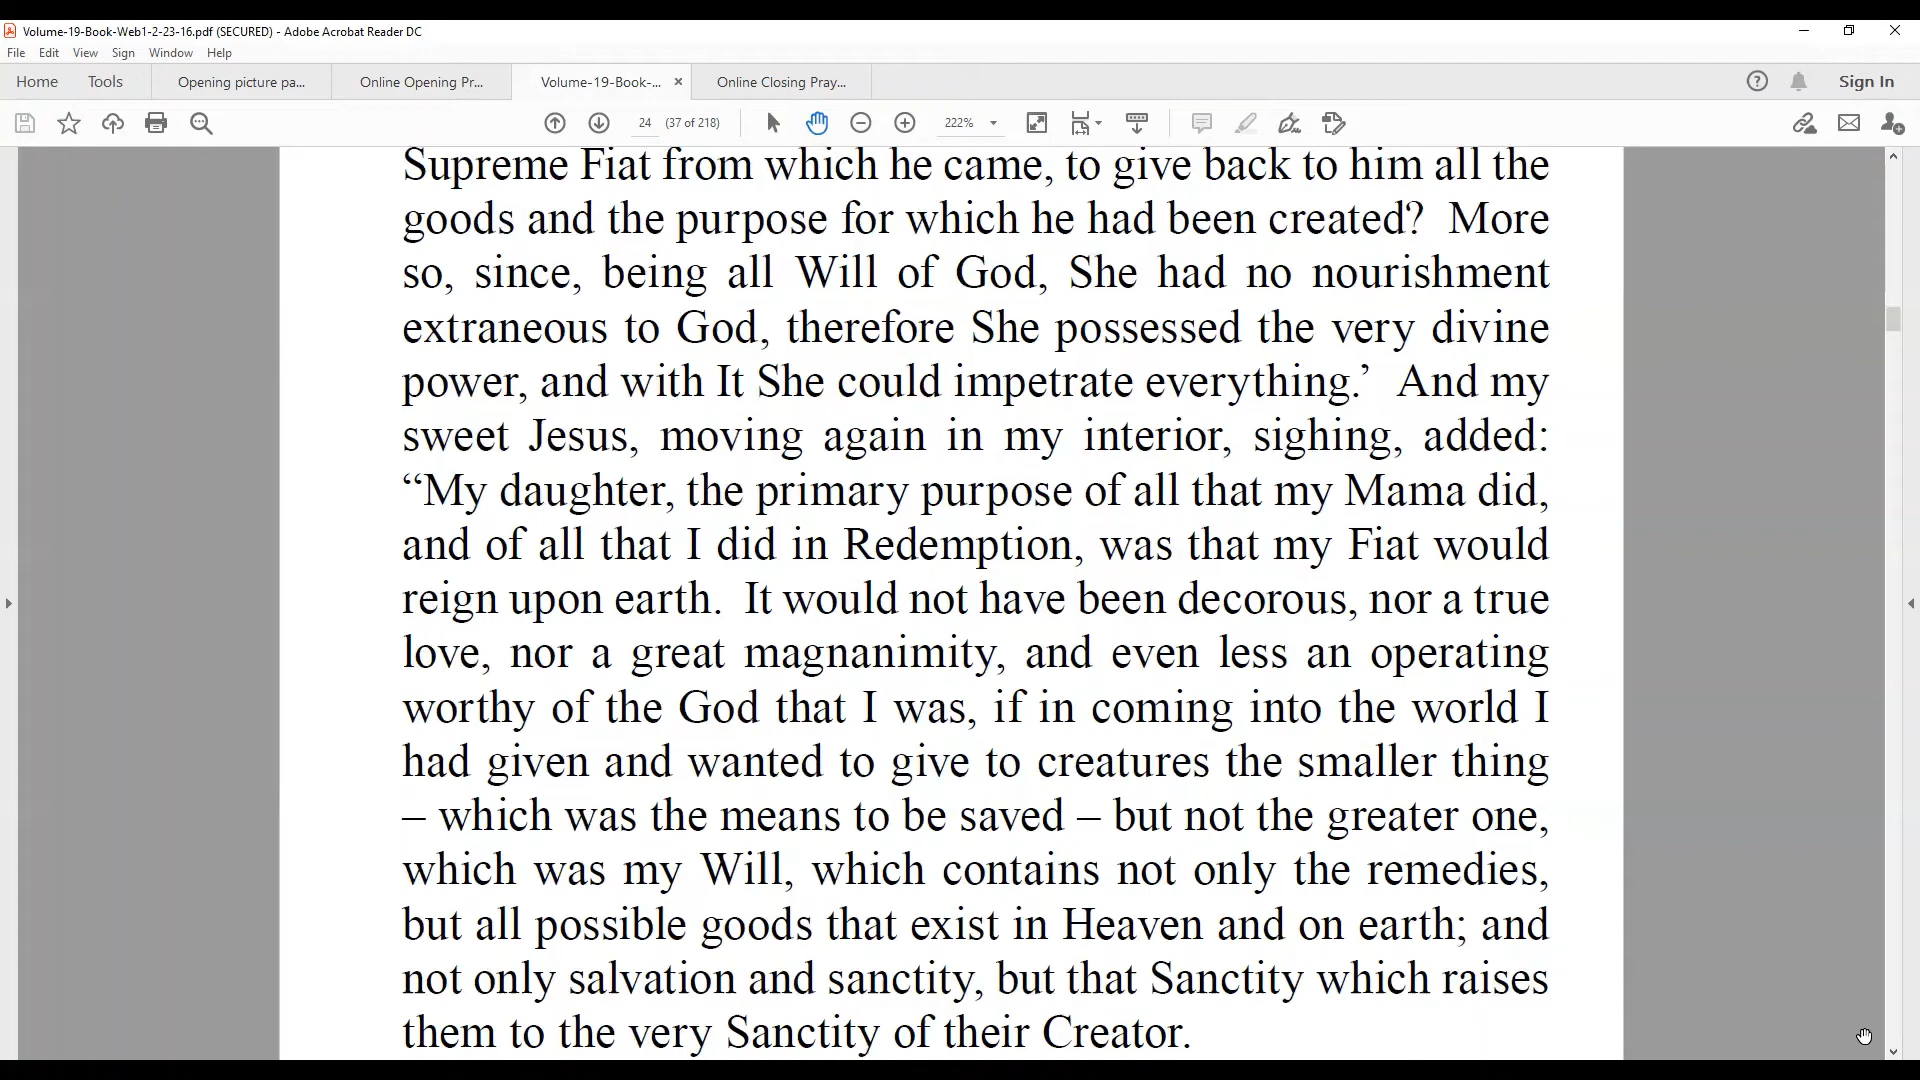 Volume-19-Book-Web1-2-23-16.pdf (SECURED) - Adobe Acrobat Reader DC
File Edit View Sign Window Help
Home Tools Opening picture pa... Online Opening Pr... Volume-19-Book-... Online Closing Pray... Sign In
24 (37 of 218) 222%
Supreme Fiat from which he came, to give back to him all the
goods and the purpose for which he had been created? More
so, since, being all Will of God, She had no nourishment
extraneous to God, therefore She possessed the very divine
power, and with It She could impetrate everything.’ And my
sweet Jesus, moving again in my interior, sighing, added:
“My daughter, the primary purpose of all that my Mama did,
and of all that I did in Redemption, was that my Fiat would
reign upon earth. It would not have been decorous, nor a true
love, nor a great magnanimity, and even less an operating
worthy of the God that I was, if in coming into the world I
had given and wanted to give to creatures the smaller thing
– which was the means to be saved – but not the greater one,
which was my Will, which contains not only the remedies,
but all possible goods that exist in Heaven and on earth; and
not only salvation and sanctity, but that Sanctity which raises
them to the very Sanctity of their Creator.